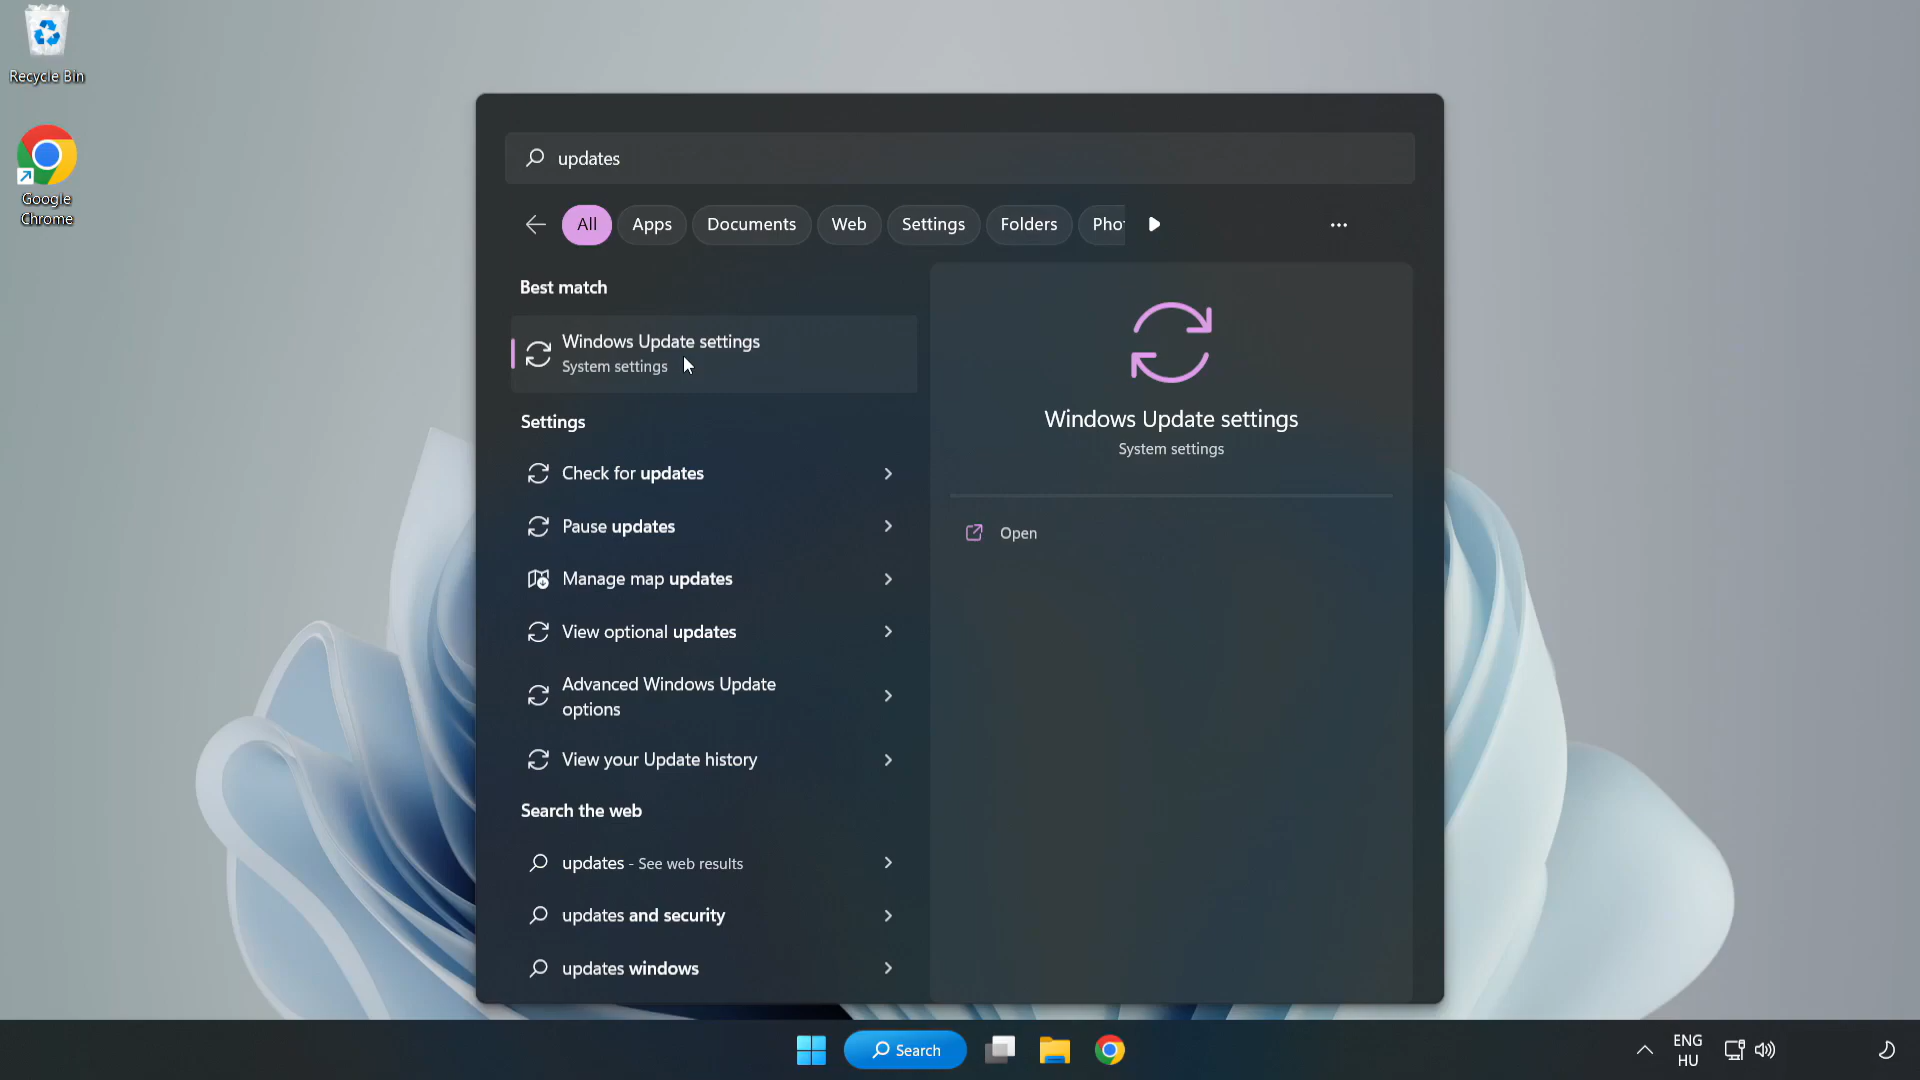 Recycle Bin
Google
Chrome
updates
All
Apps
Documents
Web
Settings
Folders
Best match
Windows Update settings
System settings
Settings
Check for updates
Pause updates
Manage map updates
View optional updates
Advanced Windows Update
options
View your Update history
Search the web
updates - See web results
updates and security
updates windows
Windows Update settings
System settings
Open
Search
ENG
HU